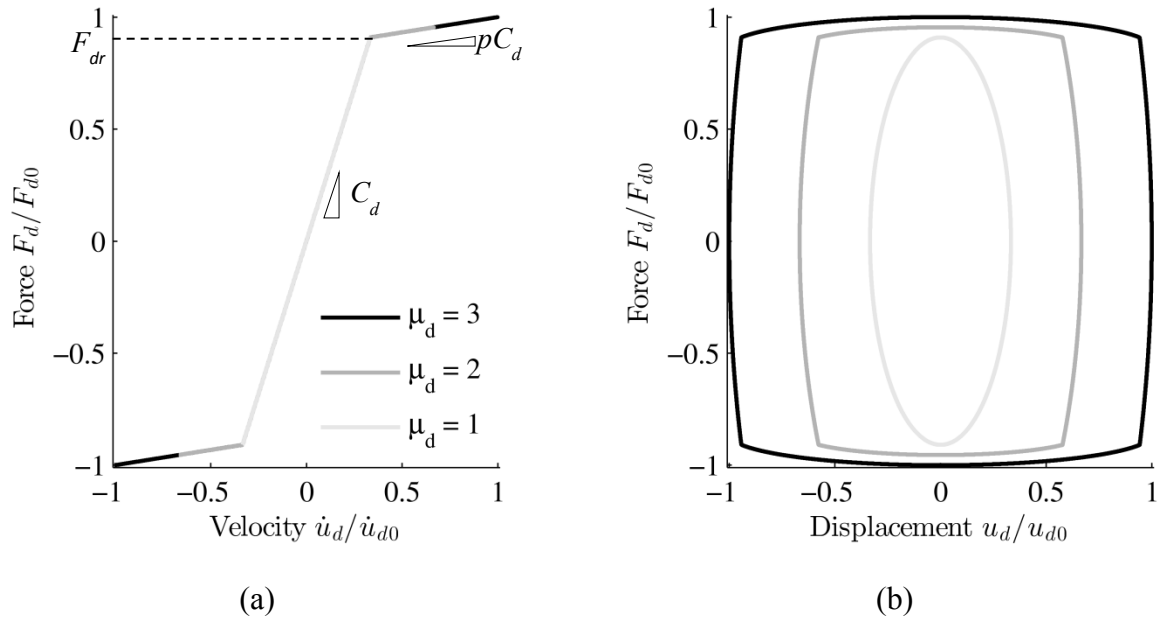 1
F_dr
pC_d
0.5
C_d
0
−0.5
−1
Force F_d/F_d0
μ_d = 3
μ_d = 2
μ_d = 1
−1 −0.5 0 0.5 1
Velocity u̇_d/u̇_d0
(a)
1
0.5
0
−0.5
−1
Force F_d/F_d0
−1 −0.5 0 0.5 1
Displacement u_d/u_d0
(b)